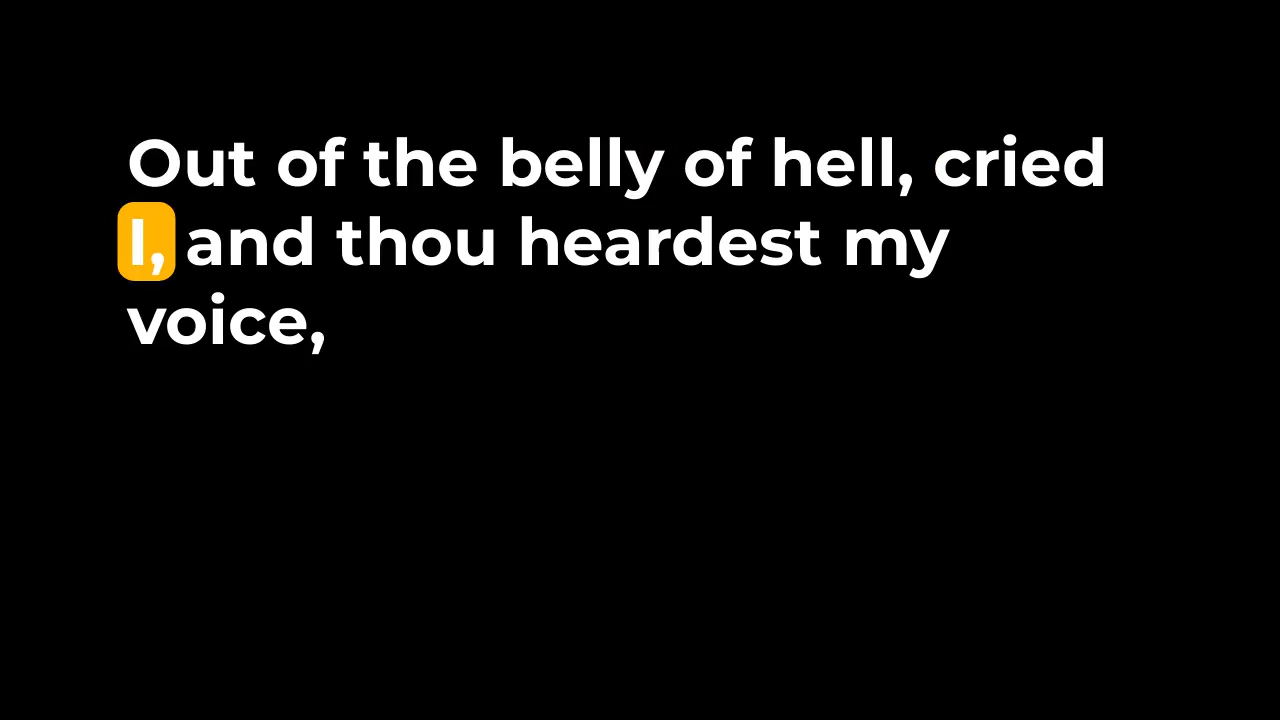 Out of the belly of hell, cried
I, and thou heardest my
voice,